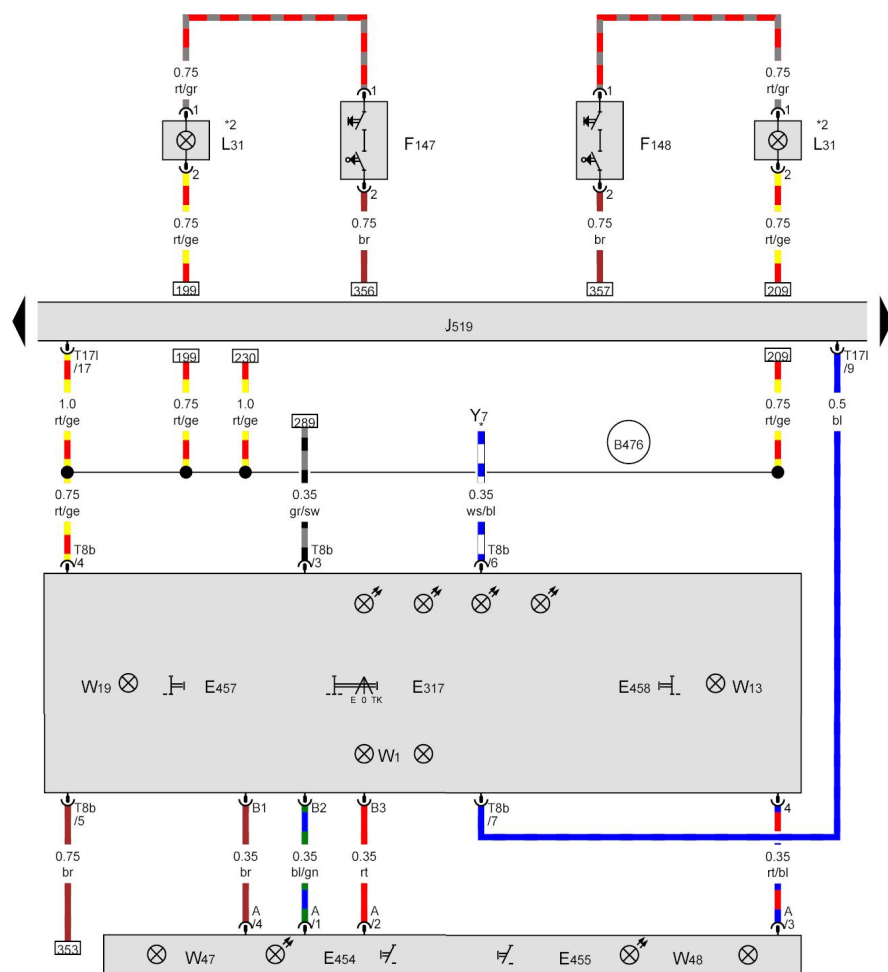 0.75 0.75
rt/gr rt/gr
1 1 1 1
*2 *2
L31 F147 F148 L31
2 2 2 2
0.75 0.75 0.75 0.75
rt/ge br br rt/ge
199 356 357 209
J519
T17l T17l
/17 199 230 209 /9
1.0 0.75 1.0 0.75 0.5
rt/ge rt/ge rt/ge rt/ge bl
289 Y7
*
B476
0.75 0.35 0.35
rt/ge gr/sw ws/bl
T8b T8b T8b
/4 /3 /6
W19 E457 E317 E458 W13
E 0 TK
W1
T8b B1 B2 B3 T8b 4
/5 /7
0.75 0.35 0.35 0.35 0.35
br br bl/gn rt rt/bl
A A A A
/4 /1 /2 /3
353
W47 E454 E455 W48